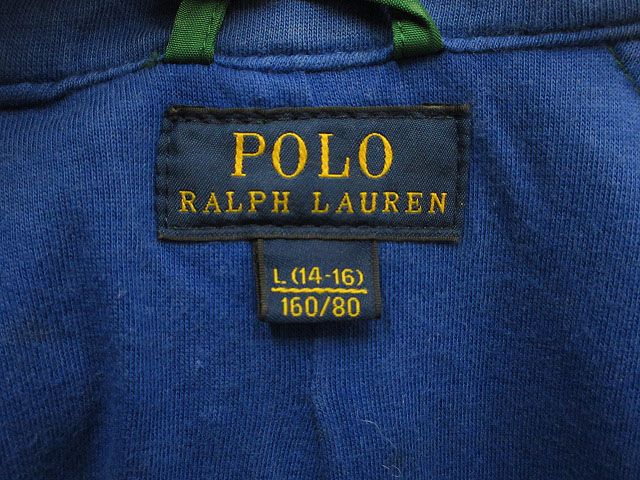 POLO
RALPH LAUREN
L (14-16)
160/80